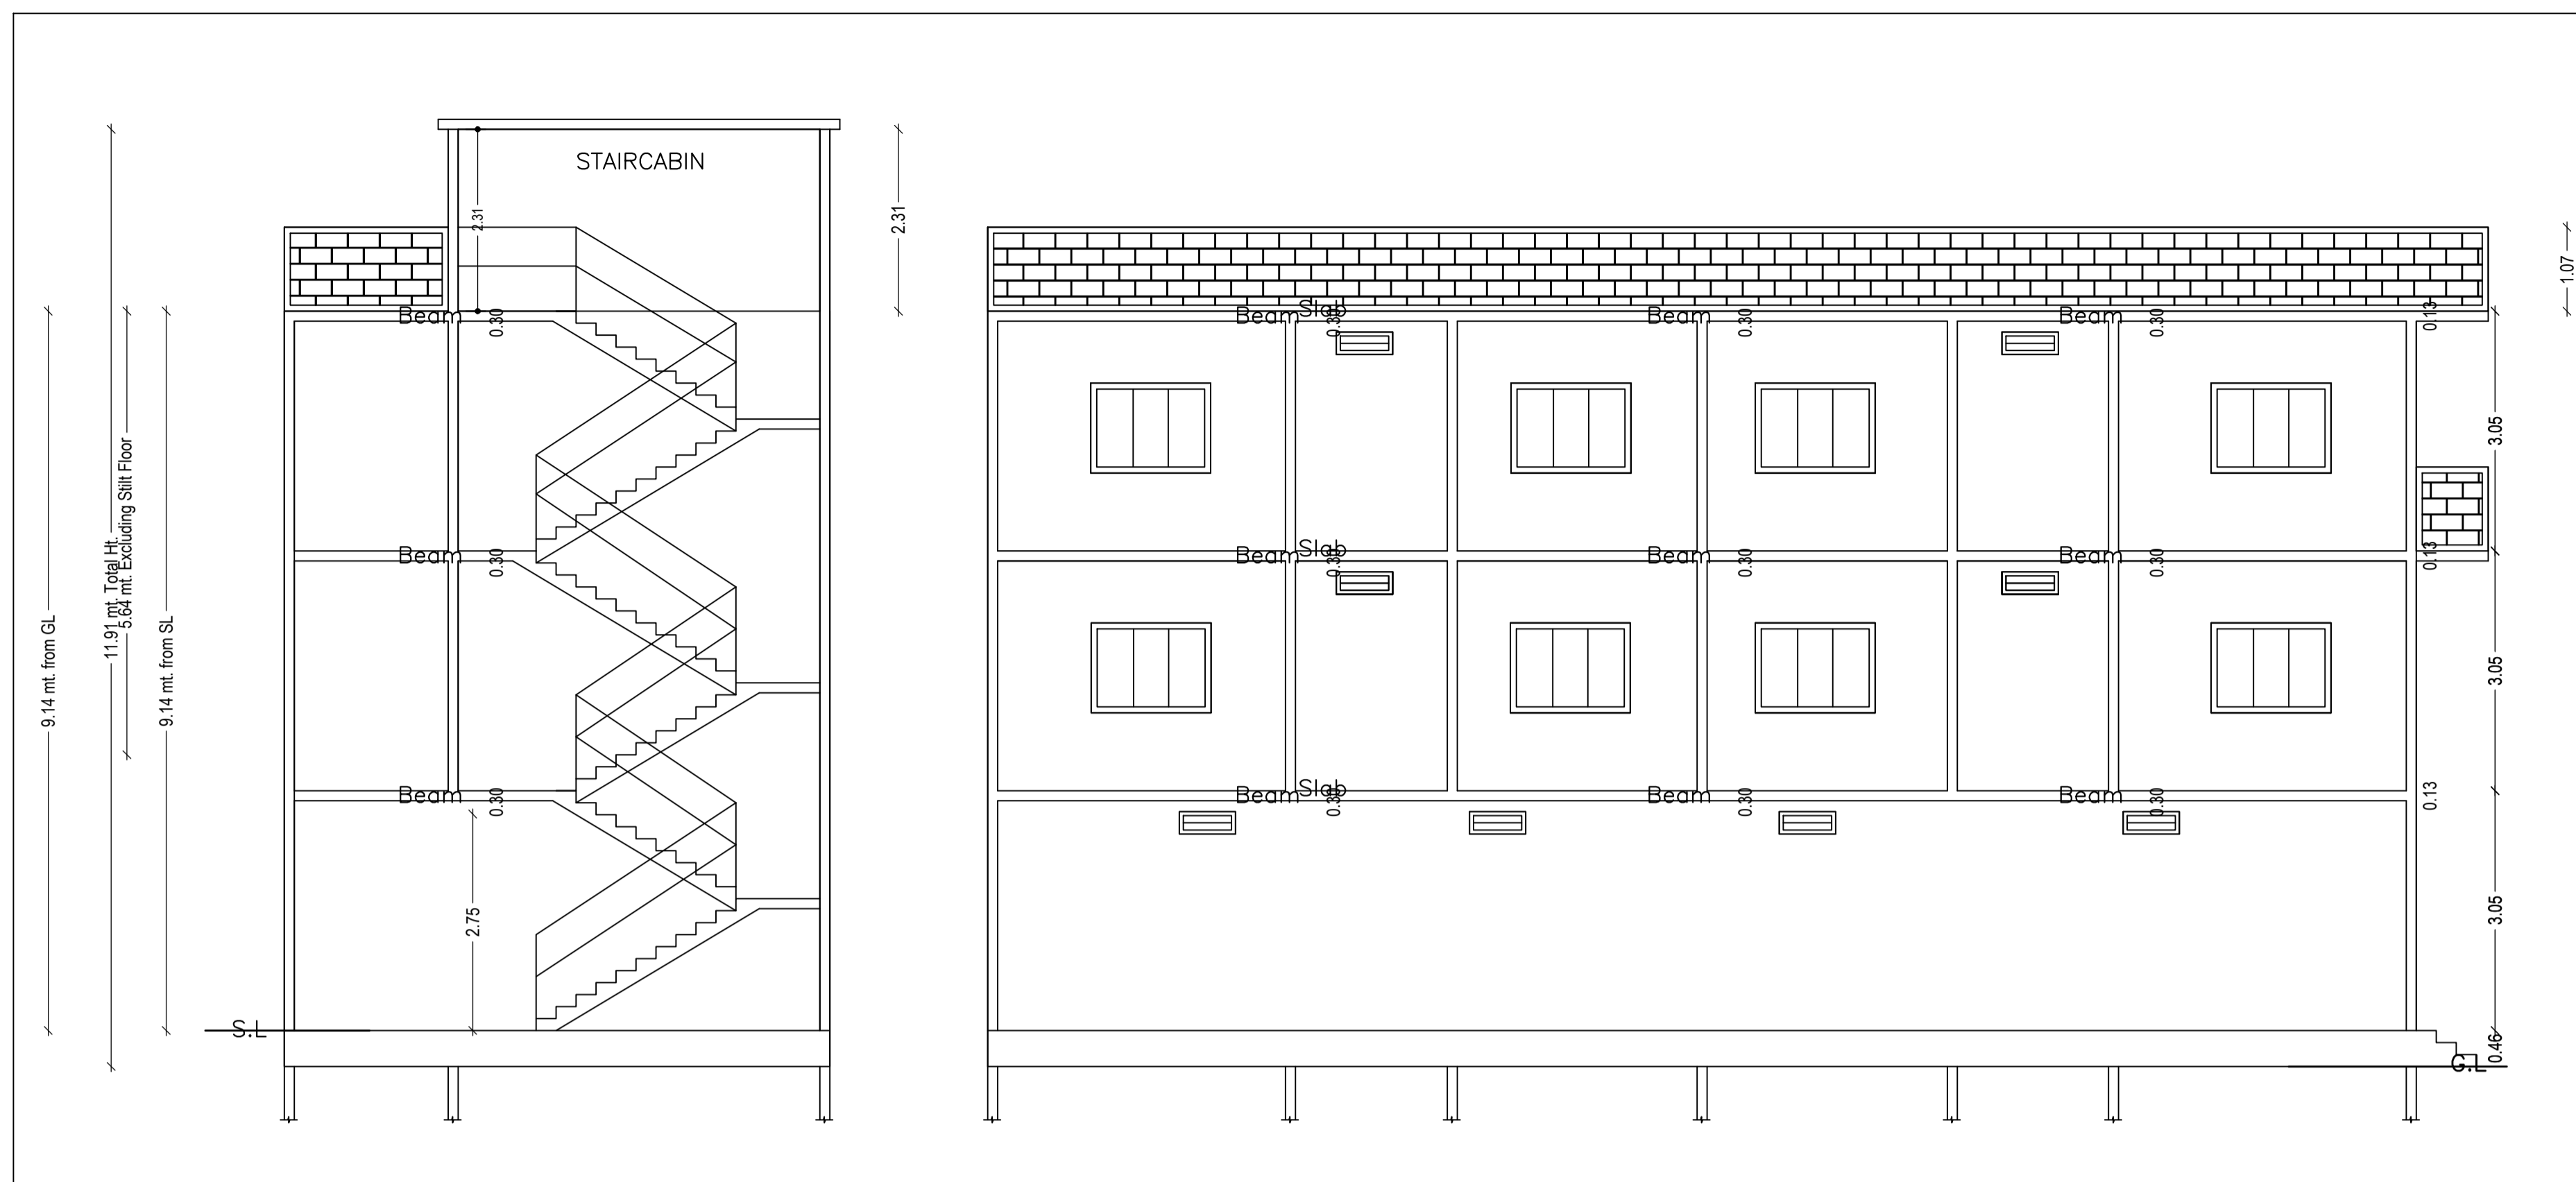 STAIRCABIN
2.31
2.31
1.07
Beam
0.30
Beam
Slab
0.30
Beam
0.30
Beam
0.30
0.13
3.05
11.91 mt. Total Ht.
5.64 mt. Excluding Stilt Floor
9.14 mt. from GL
9.14 mt. from SL
Beam
0.30
Beam
Slab
0.30
Beam
0.30
Beam
0.30
0.13
3.05
Beam
0.30
Beam
Slab
0.30
Beam
0.30
Beam
0.30
0.13
2.75
3.05
S.L
0.46
G.L